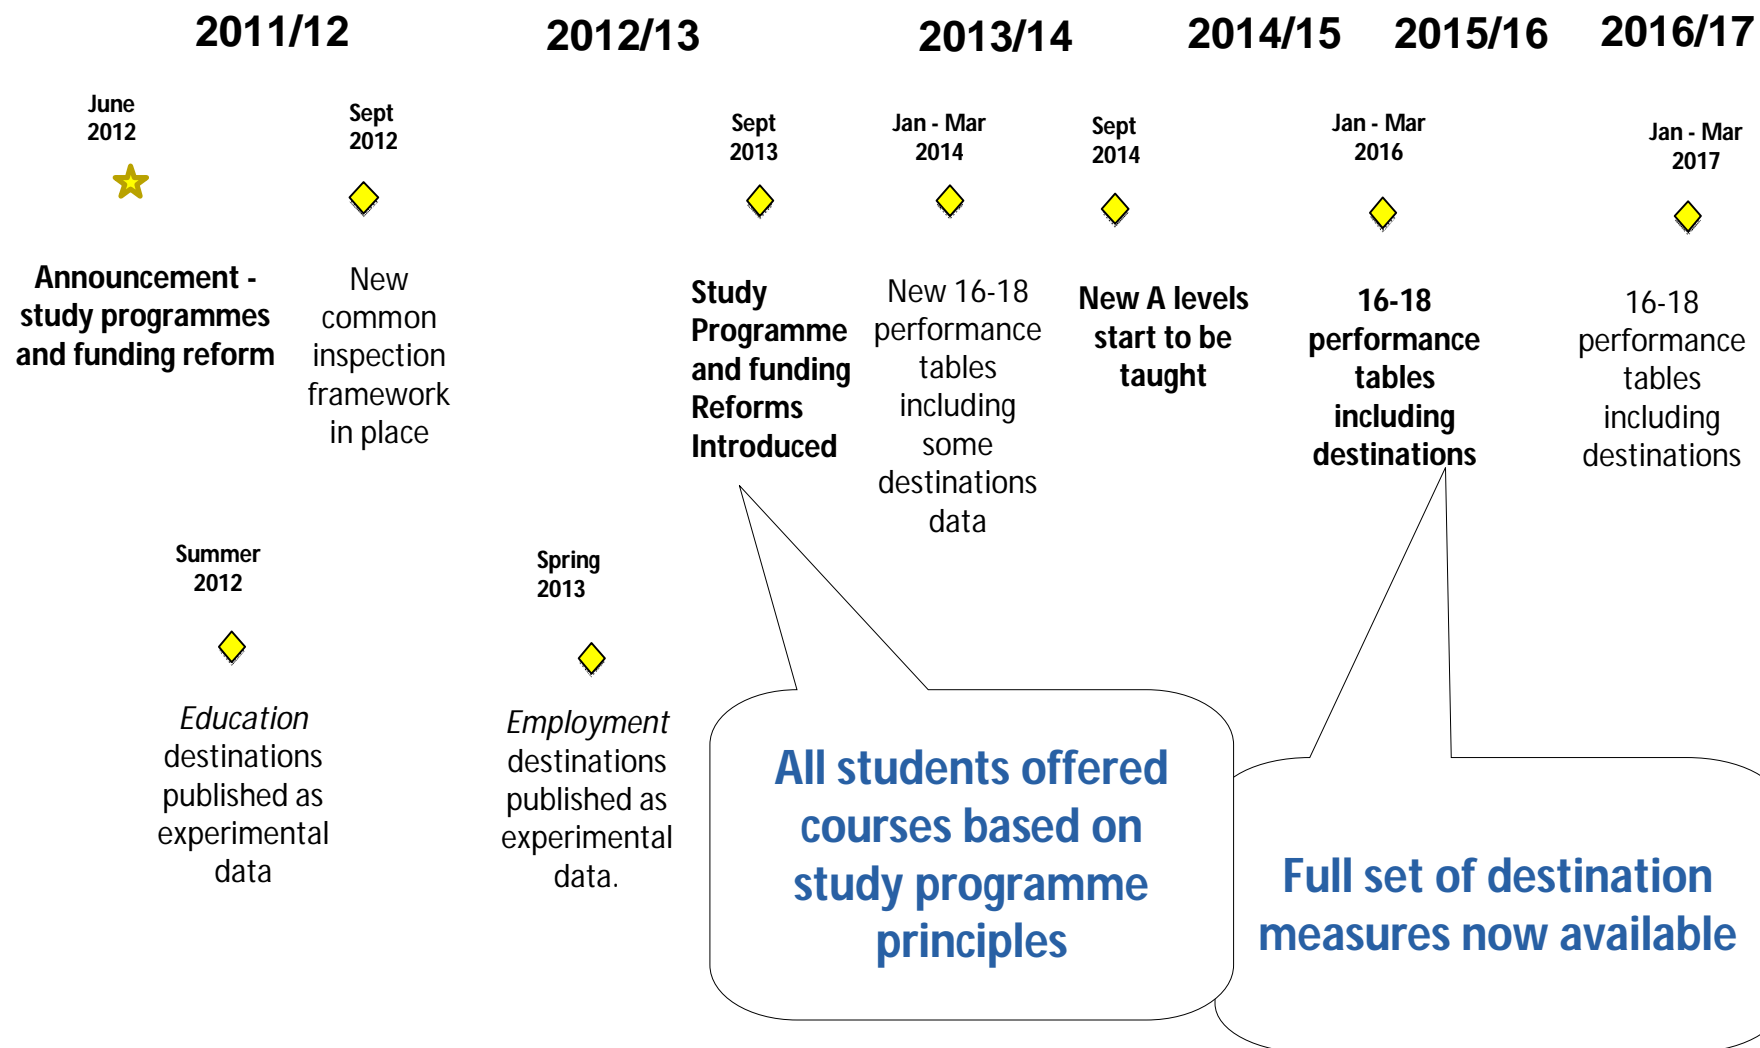 2011/12
2012/13
2013/14
2014/15
2015/16
2016/17
June
2012
Sept
2012
Sept
2013
Jan - Mar
2014
Sept
2014
Jan - Mar
2016
Jan - Mar
2017
Announcement -
study programmes
and funding reform
New
common
inspection
framework
in place
Study
Programme
and funding
Reforms
Introduced
New 16-18
performance
tables
including
some
destinations
data
New A levels
start to be
taught
16-18
performance
tables
including
destinations
16-18
performance
tables
including
destinations
Summer
2012
Spring
2013
Education
destinations
published as
experimental
data
Employment
destinations
published as
experimental
data.
All students offered
courses based on
study programme
principles
Full set of destination
measures now available